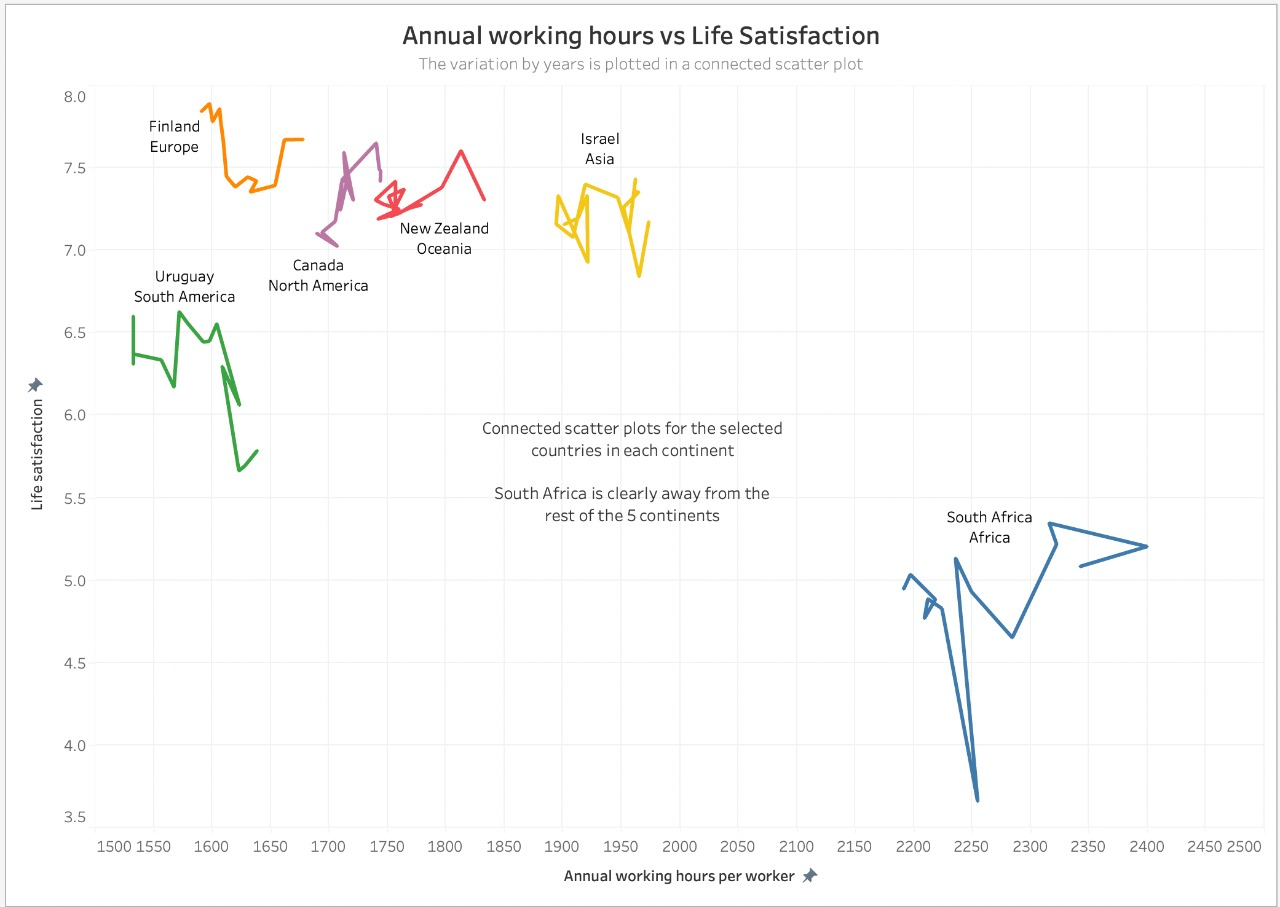 Annual working hours vs Life Satisfaction
The variation by years is plotted in a connected scatter plot
8.0
7.5
7.0
6.5
6.0
5.5
5.0
4.5
4.0
3.5
Life satisfaction
Finland
Europe
Israel
Asia
New Zealand
Oceania
Canada
North America
Uruguay
South America
Connected scatter plots for the selected
countries in each continent
South Africa is clearly away from the
rest of the 5 continents
South Africa
Africa
1500 1550 1600 1650 1700 1750 1800 1850 1900 1950 2000 2050 2100 2150 2200 2250 2300 2350 2400 2450 2500
Annual working hours per worker